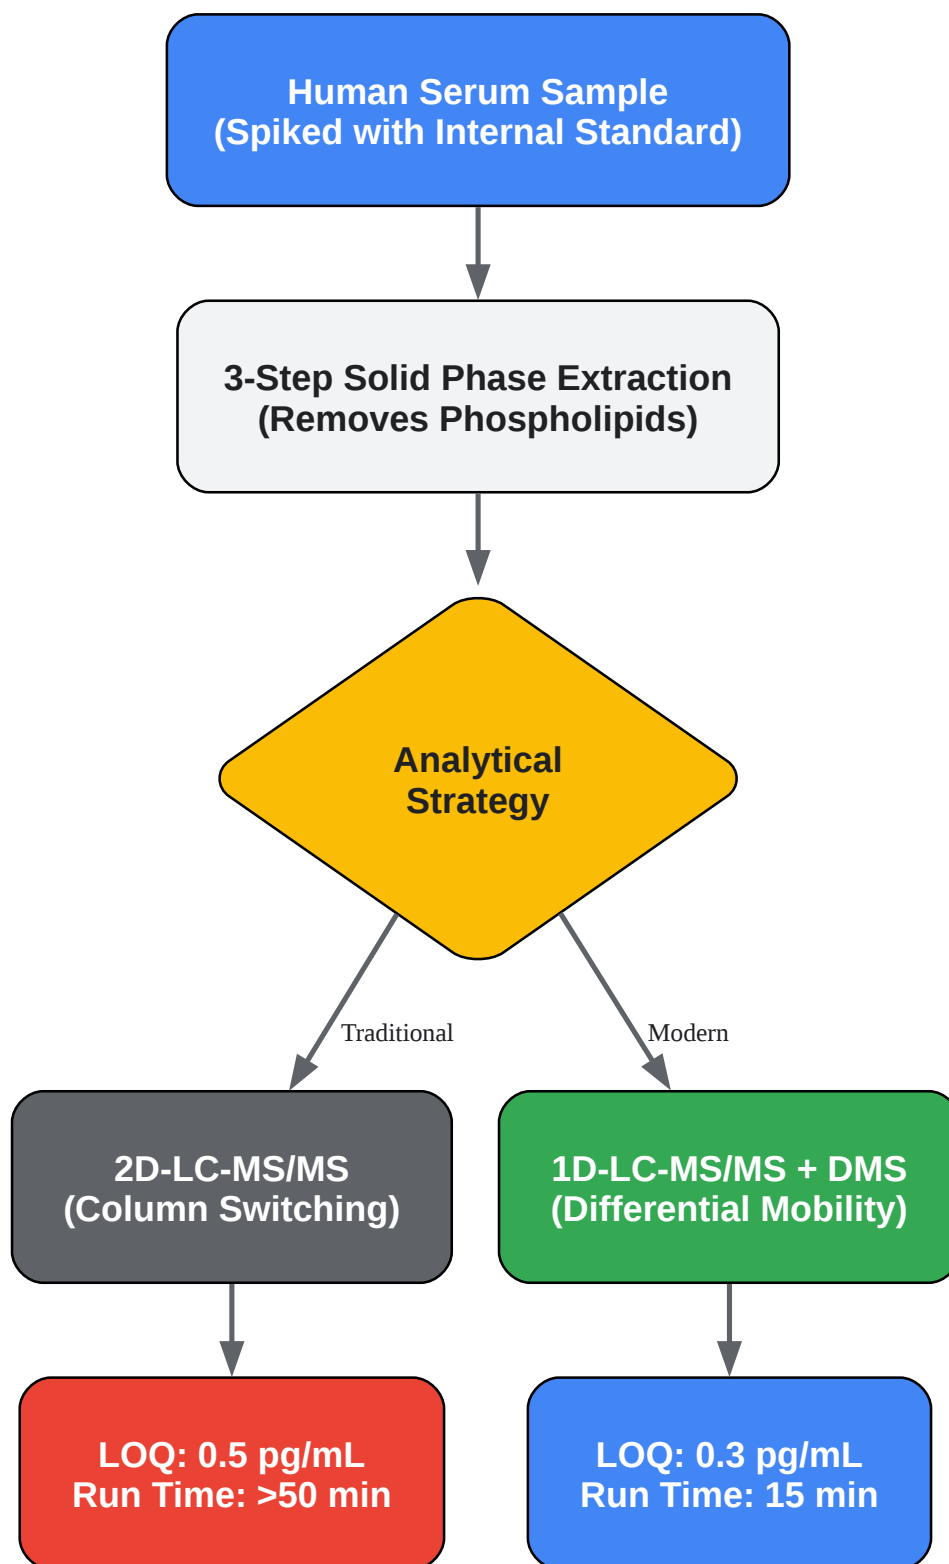 Human Serum Sample
(Spiked with Internal Standard)
3-Step Solid Phase Extraction
(Removes Phospholipids)
Analytical
Strategy
Traditional
Modern
2D-LC-MS/MS
(Column Switching)
1D-LC-MS/MS + DMS
(Differential Mobility)
LOQ: 0.5 pg/mL
Run Time: >50 min
LOQ: 0.3 pg/mL
Run Time: 15 min